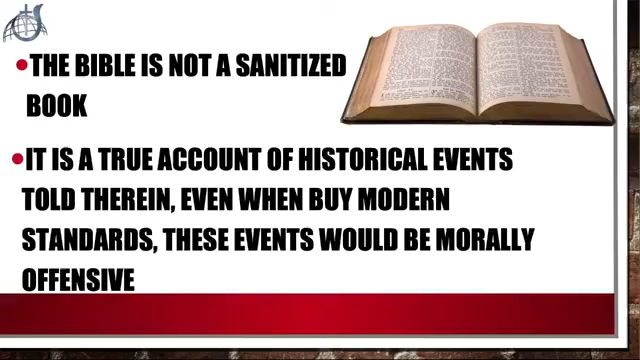 •THE BIBLE IS NOT A SANITIZED
BOOK
•IT IS A TRUE ACCOUNT OF HISTORICAL EVENTS
TOLD THEREIN, EVEN WHEN BUY MODERN
STANDARDS, THESE EVENTS WOULD BE MORALLY
OFFENSIVE